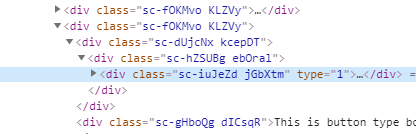 ▶<div class="sc-fOKMvo KLZVy">…</div>
▼<div class="sc-fOKMvo KLZVy">
▼<div class="sc-dUjcNx kcepDT">
▼<div class="sc-hZSUBg ebOral">
▶<div class="sc-iuJeZd jGbXtm" type="1">…</div> =
</div>
</div>
<div class="sc-gHboQg dICsqR">This is button type bo